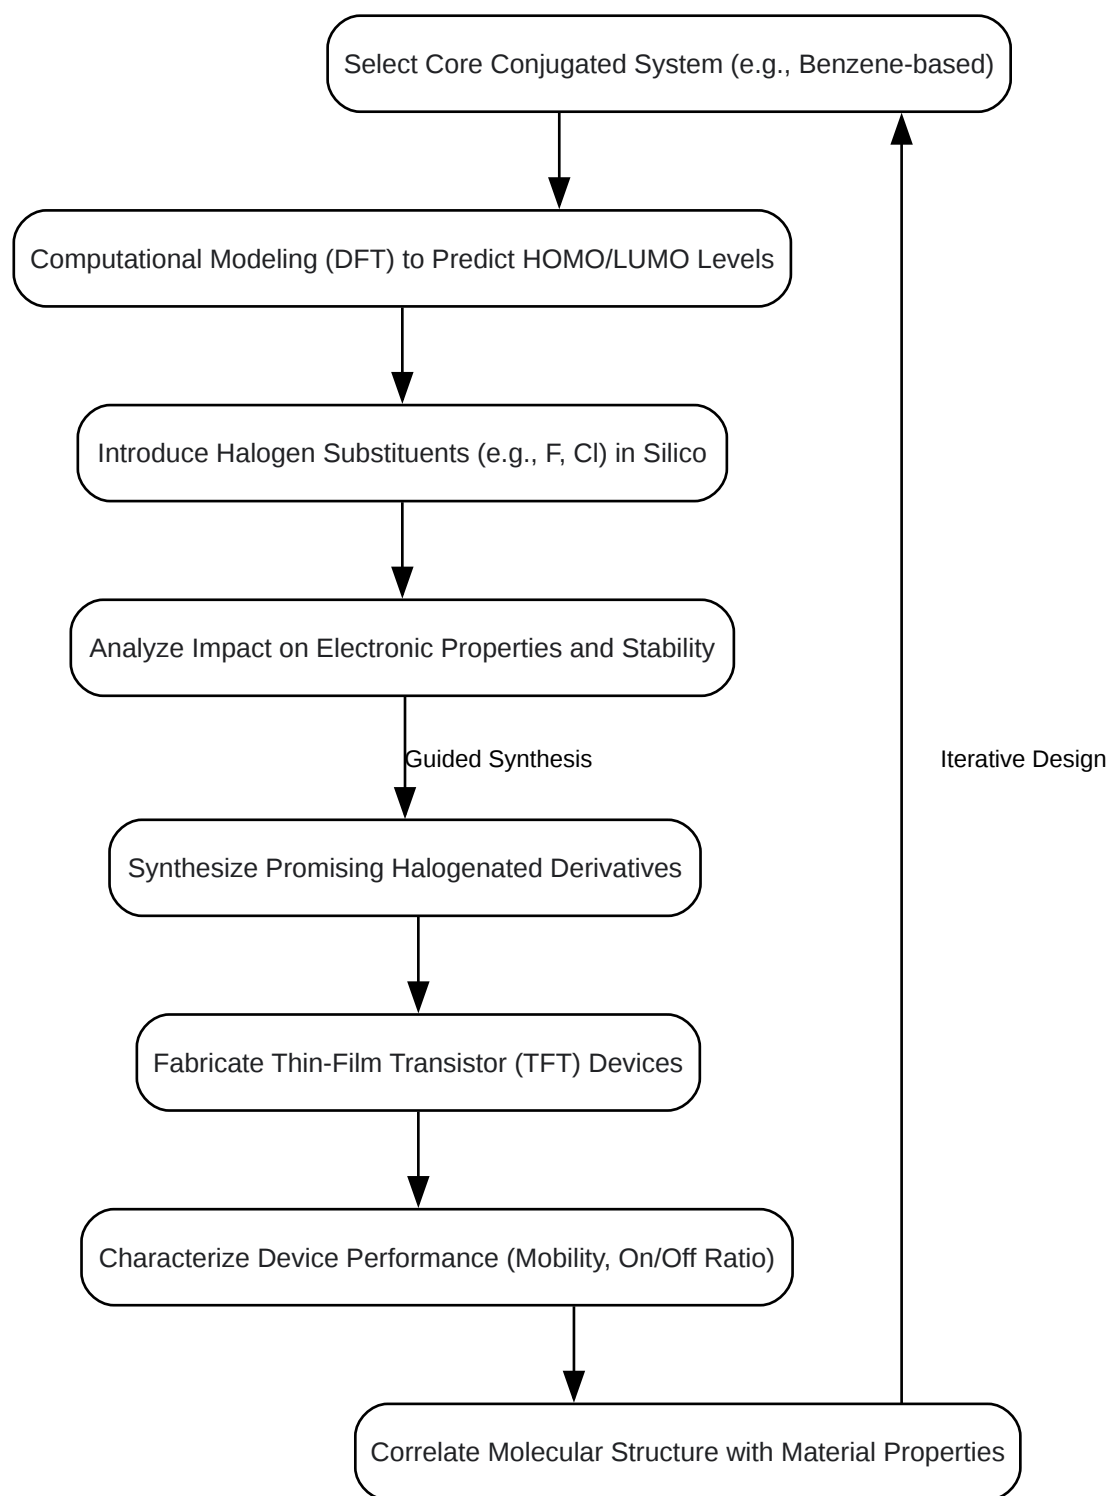 Select Core Conjugated System (e.g., Benzene-based)
Computational Modeling (DFT) to Predict HOMO/LUMO Levels
Introduce Halogen Substituents (e.g., F, Cl) in Silico
Analyze Impact on Electronic Properties and Stability
Guided Synthesis
Iterative Design
Synthesize Promising Halogenated Derivatives
Fabricate Thin-Film Transistor (TFT) Devices
Characterize Device Performance (Mobility, On/Off Ratio)
Correlate Molecular Structure with Material Properties